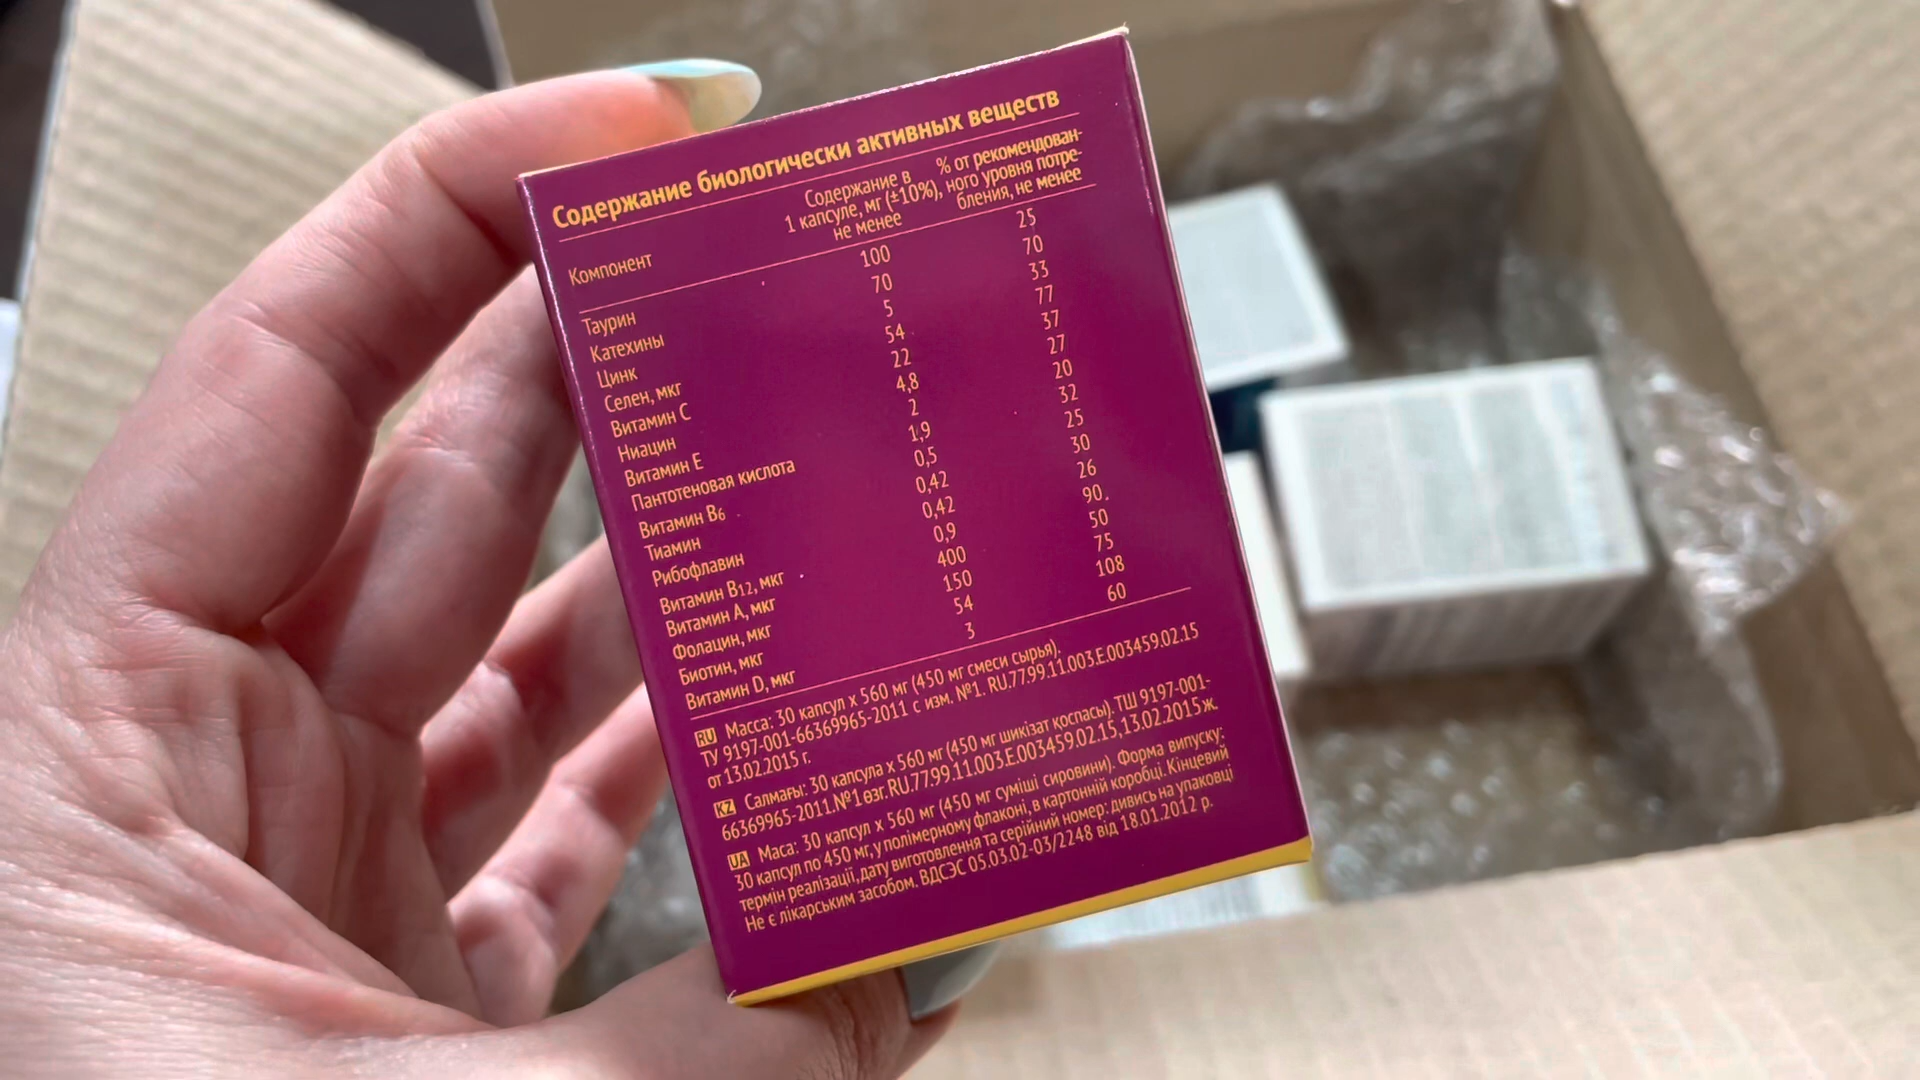 Содержание биологически активных веществ
Компонент Содержание в 1 капсуле, мг (±10%), не менее % от рекомендован-ного уровня потре-бления, не менее
Таурин 100 25
Катехины 70 70
Цинк 5 33
Селен, мкг 54 77
Витамин С 22 37
Ниацин 4,8 27
Витамин Е 2 20
Пантотеновая кислота 1,9 32
Витамин В6 0,5 25
Тиамин 0,42 30
Рибофлавин 0,42 26
Витамин В12, мкг 0,9 90.
Витамин А, мкг 400 50
Фолацин, мкг 150 75
Биотин, мкг 54 108
Витамин D, мкг 3 60
RU Масса: 30 капсул х 560 мг (450 мг смеси сырья).
ТУ 9197-001-66369965-2011 с изм. №1. RU.77.99.11.003.Е.003459.02.15
от 13.02.2015 г.
KZ Салмағы: 30 капсула х 560 мг (450 мг шикізат қоспасы). ТШ 9197-001-
66369965-2011.№1 өзг.RU.77.99.11.003.Е.003459.02.15,13.02.2015 ж.
UA Маса: 30 капсул х 560 мг (450 мг суміші сировини). Форма випуску:
30 капсул по 450 мг, у полімерному флаконі, в картонній коробці. Кінцевий
термін реалізації, дату виготовлення та серійний номер: дивись на упаковці
Не є лікарським засобом. ВДСЭС 05.03.02-03/2248 від 18.01.2012 р.